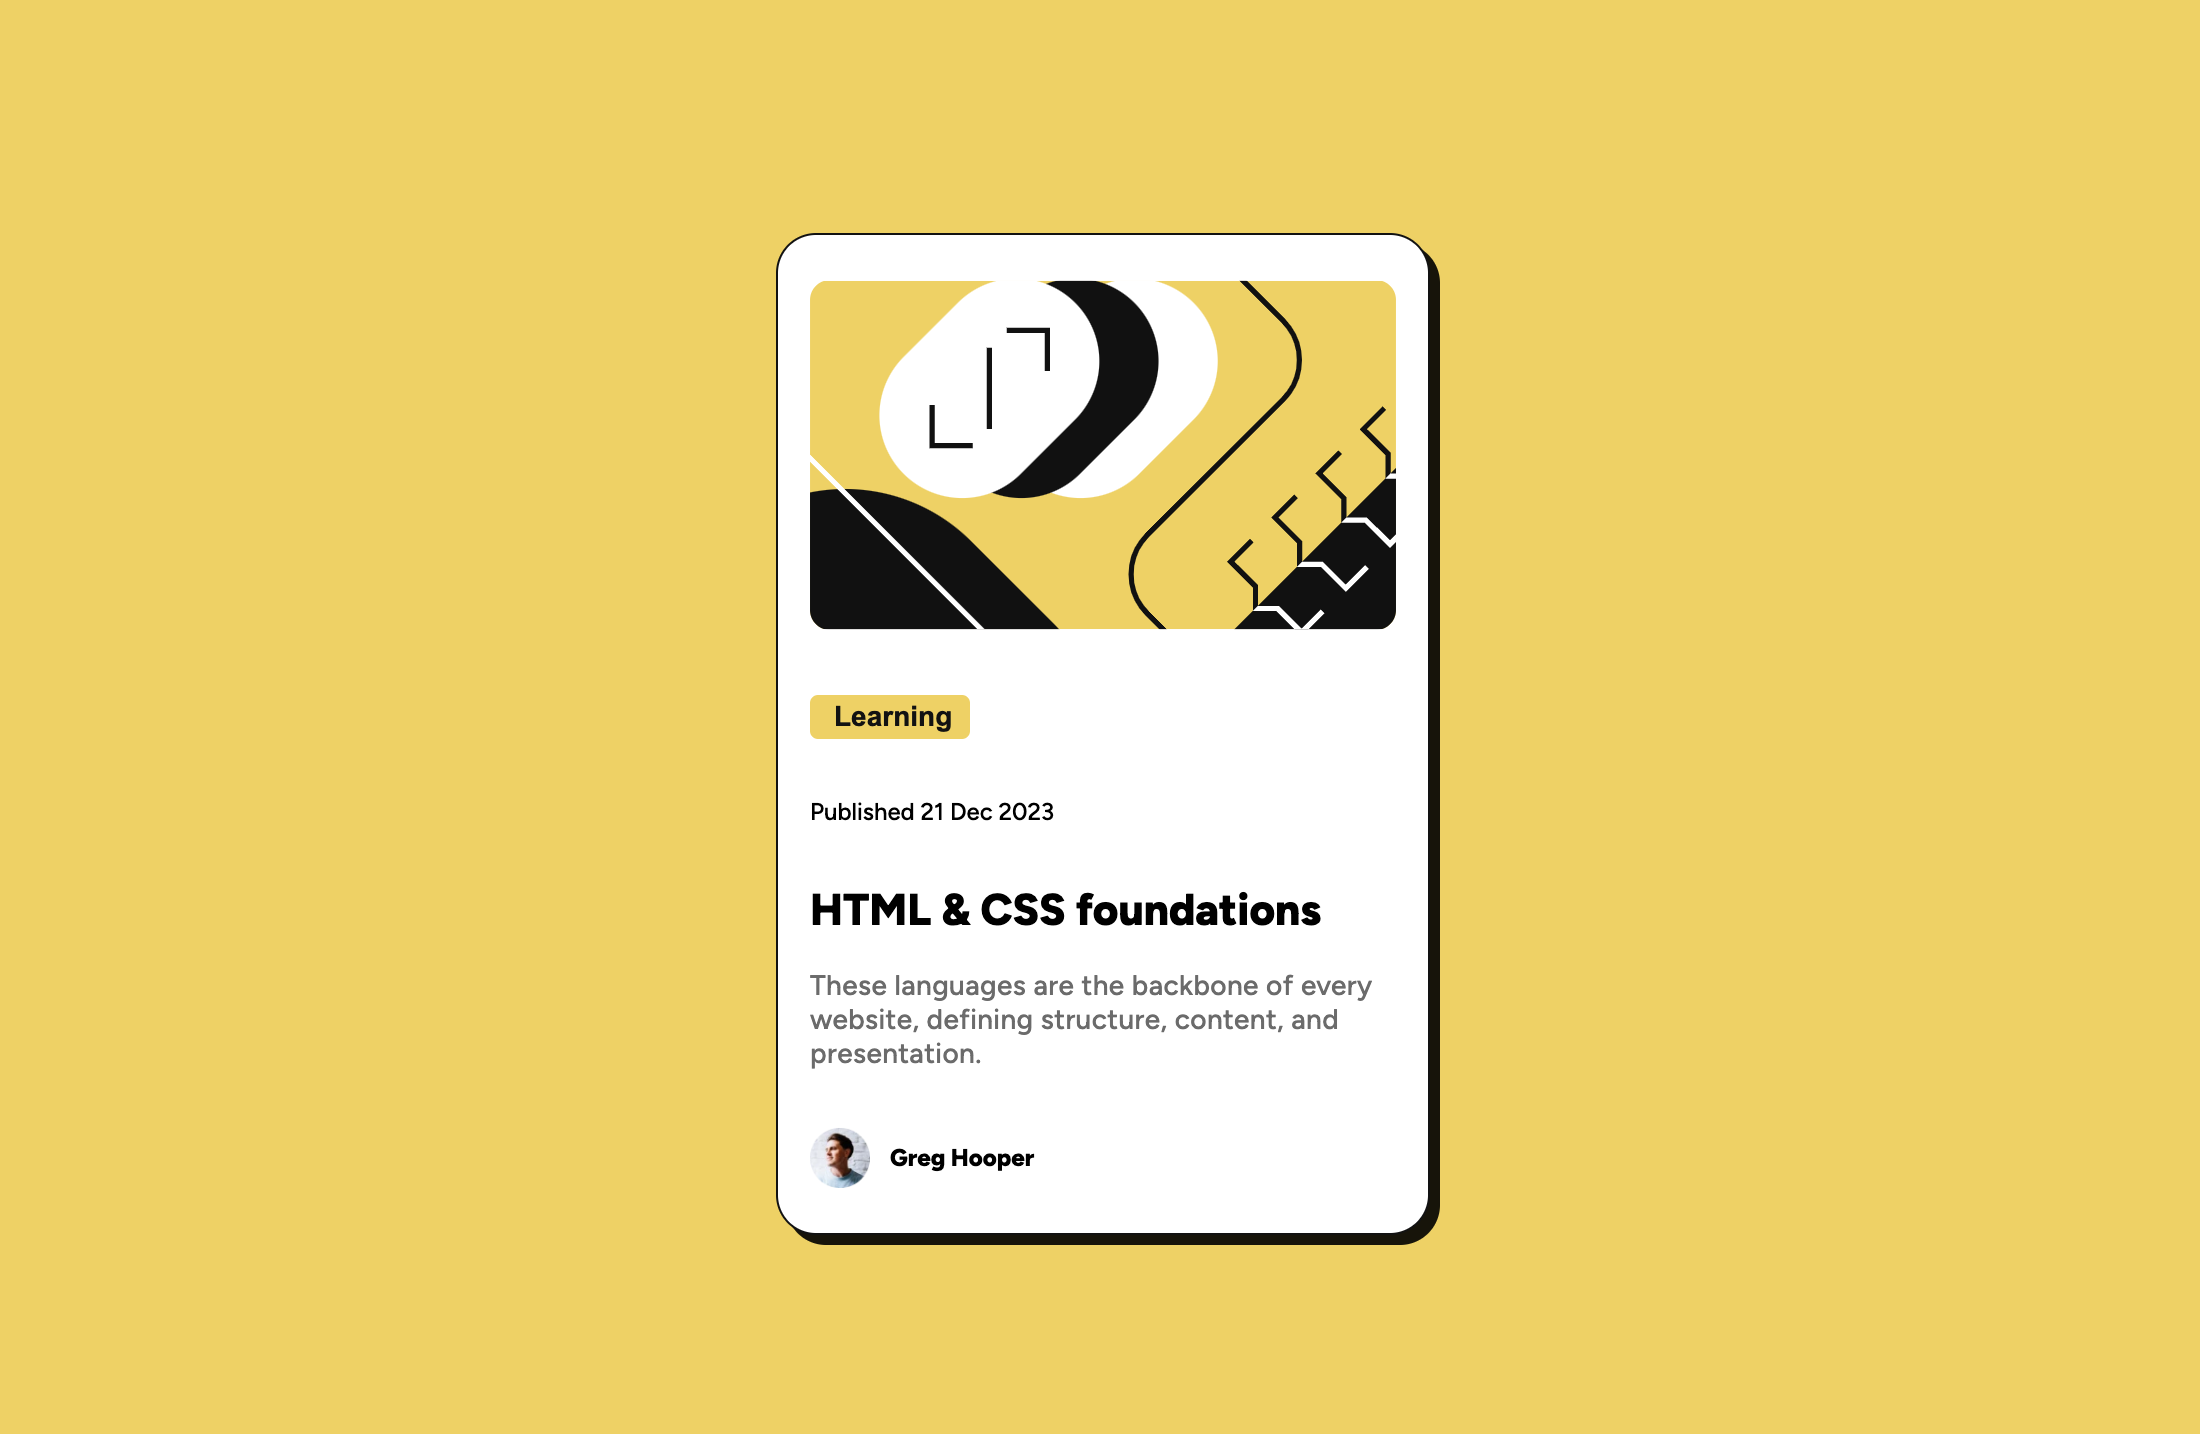 Learning
Published 21 Dec 2023
HTML & CSS foundations
These languages are the backbone of every
website, defining structure, content, and
presentation.
Greg Hooper